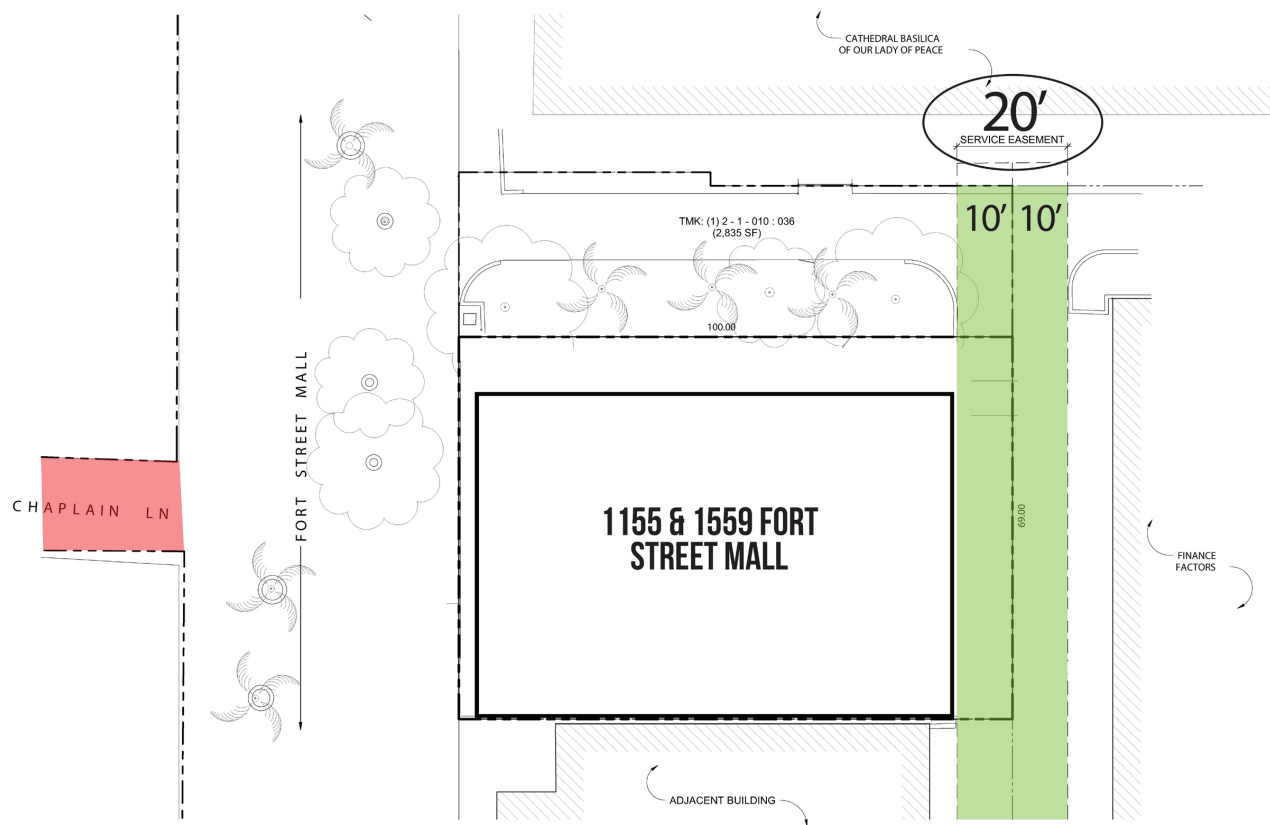 CATHEDRAL BASILICA
OF OUR LADY OF PEACE
20'
SERVICE EASEMENT
10' 10'
TMK: (1) 2 - 1 - 010 : 036
(2,835 SF)
100.00
FORT STREET MALL
CHAPLAIN LN
1155 & 1559 FORT
STREET MALL
69.00
FINANCE
FACTORS
ADJACENT BUILDING